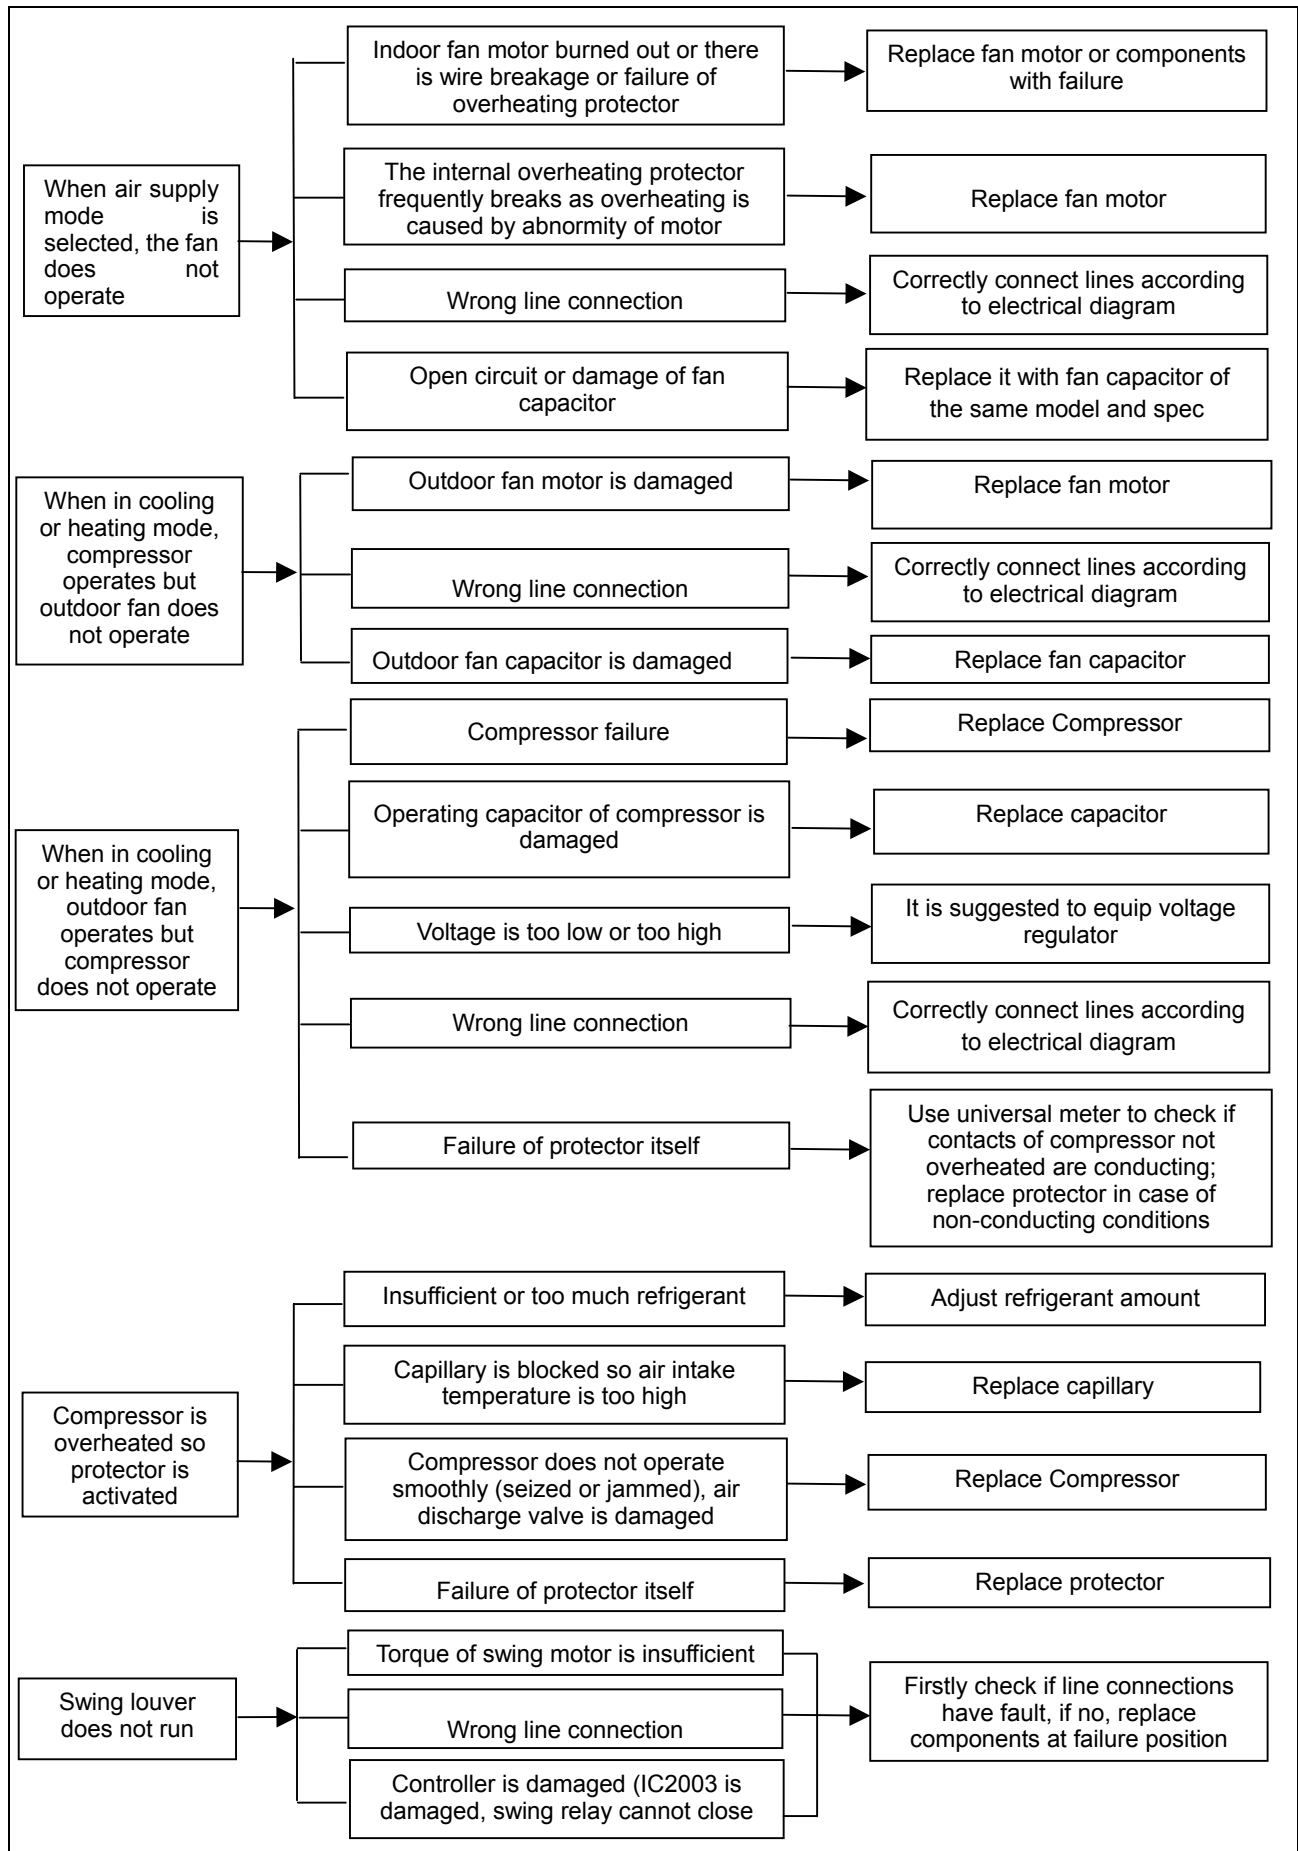 Indoor fan motor burned out or there
is wire breakage or failure of
overheating protector
Replace fan motor or components
with failure
When air supply
mode is
selected, the fan
does not
operate
The internal overheating protector
frequently breaks as overheating is
caused by abnormity of motor
Replace fan motor
Wrong line connection
Correctly connect lines according
to electrical diagram
Open circuit or damage of fan
capacitor
Replace it with fan capacitor of
the same model and spec
When in cooling
or heating mode,
compressor
operates but
outdoor fan does
not operate
Outdoor fan motor is damaged
Replace fan motor
Wrong line connection
Correctly connect lines according
to electrical diagram
Outdoor fan capacitor is damaged
Replace fan capacitor
When in cooling
or heating mode,
outdoor fan
operates but
compressor
does not operate
Compressor failure
Replace Compressor
Operating capacitor of compressor is
damaged
Replace capacitor
Voltage is too low or too high
It is suggested to equip voltage
regulator
Wrong line connection
Correctly connect lines according
to electrical diagram
Failure of protector itself
Use universal meter to check if
contacts of compressor not
overheated are conducting;
replace protector in case of
non-conducting conditions
Compressor is
overheated so
protector is
activated
Insufficient or too much refrigerant
Adjust refrigerant amount
Capillary is blocked so air intake
temperature is too high
Replace capillary
Compressor does not operate
smoothly (seized or jammed), air
discharge valve is damaged
Replace Compressor
Failure of protector itself
Replace protector
Swing louver
does not run
Torque of swing motor is insufficient
Wrong line connection
Controller is damaged (IC2003 is
damaged, swing relay cannot close
Firstly check if line connections
have fault, if no, replace
components at failure position